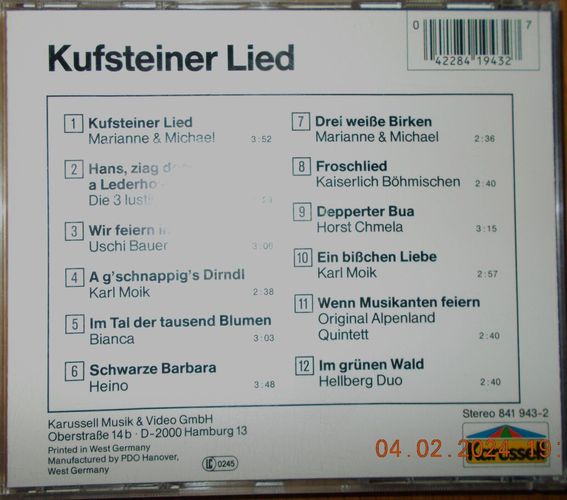 0 7
42284 19432
Kufsteiner Lied
1 Kufsteiner Lied
Marianne & Michael 3:52
2 Hans, ziag
a
Die 3
3 Wir feiern
Uschi Bauer 3:06
4 A g'schnappig's Dirndl
Karl Moik 2:38
5 Im Tal der tausend Blumen
Bianca 3:03
6 Schwarze Barbara
Heino 3:48
7 Drei weiße Birken
Marianne & Michael 2:36
8 Froschlied
Kaiserlich Böhmischen 2:40
9 Depperter Bua
Horst Chmela 3:15
10 Ein bißchen Liebe
Karl Moik 2:57
11 Wenn Musikanten feiern
Original Alpenland
Quintett 2:40
12 Im grünen Wald
Hellberg Duo 2:40
Karussell Musik & Video GmbH
Oberstraße 14b · D-2000 Hamburg 13
Printed in West Germany
Manufactured by PDO Hanover,
West Germany
LC 0245
Stereo 841 943-2
Karussell
04.02.2024